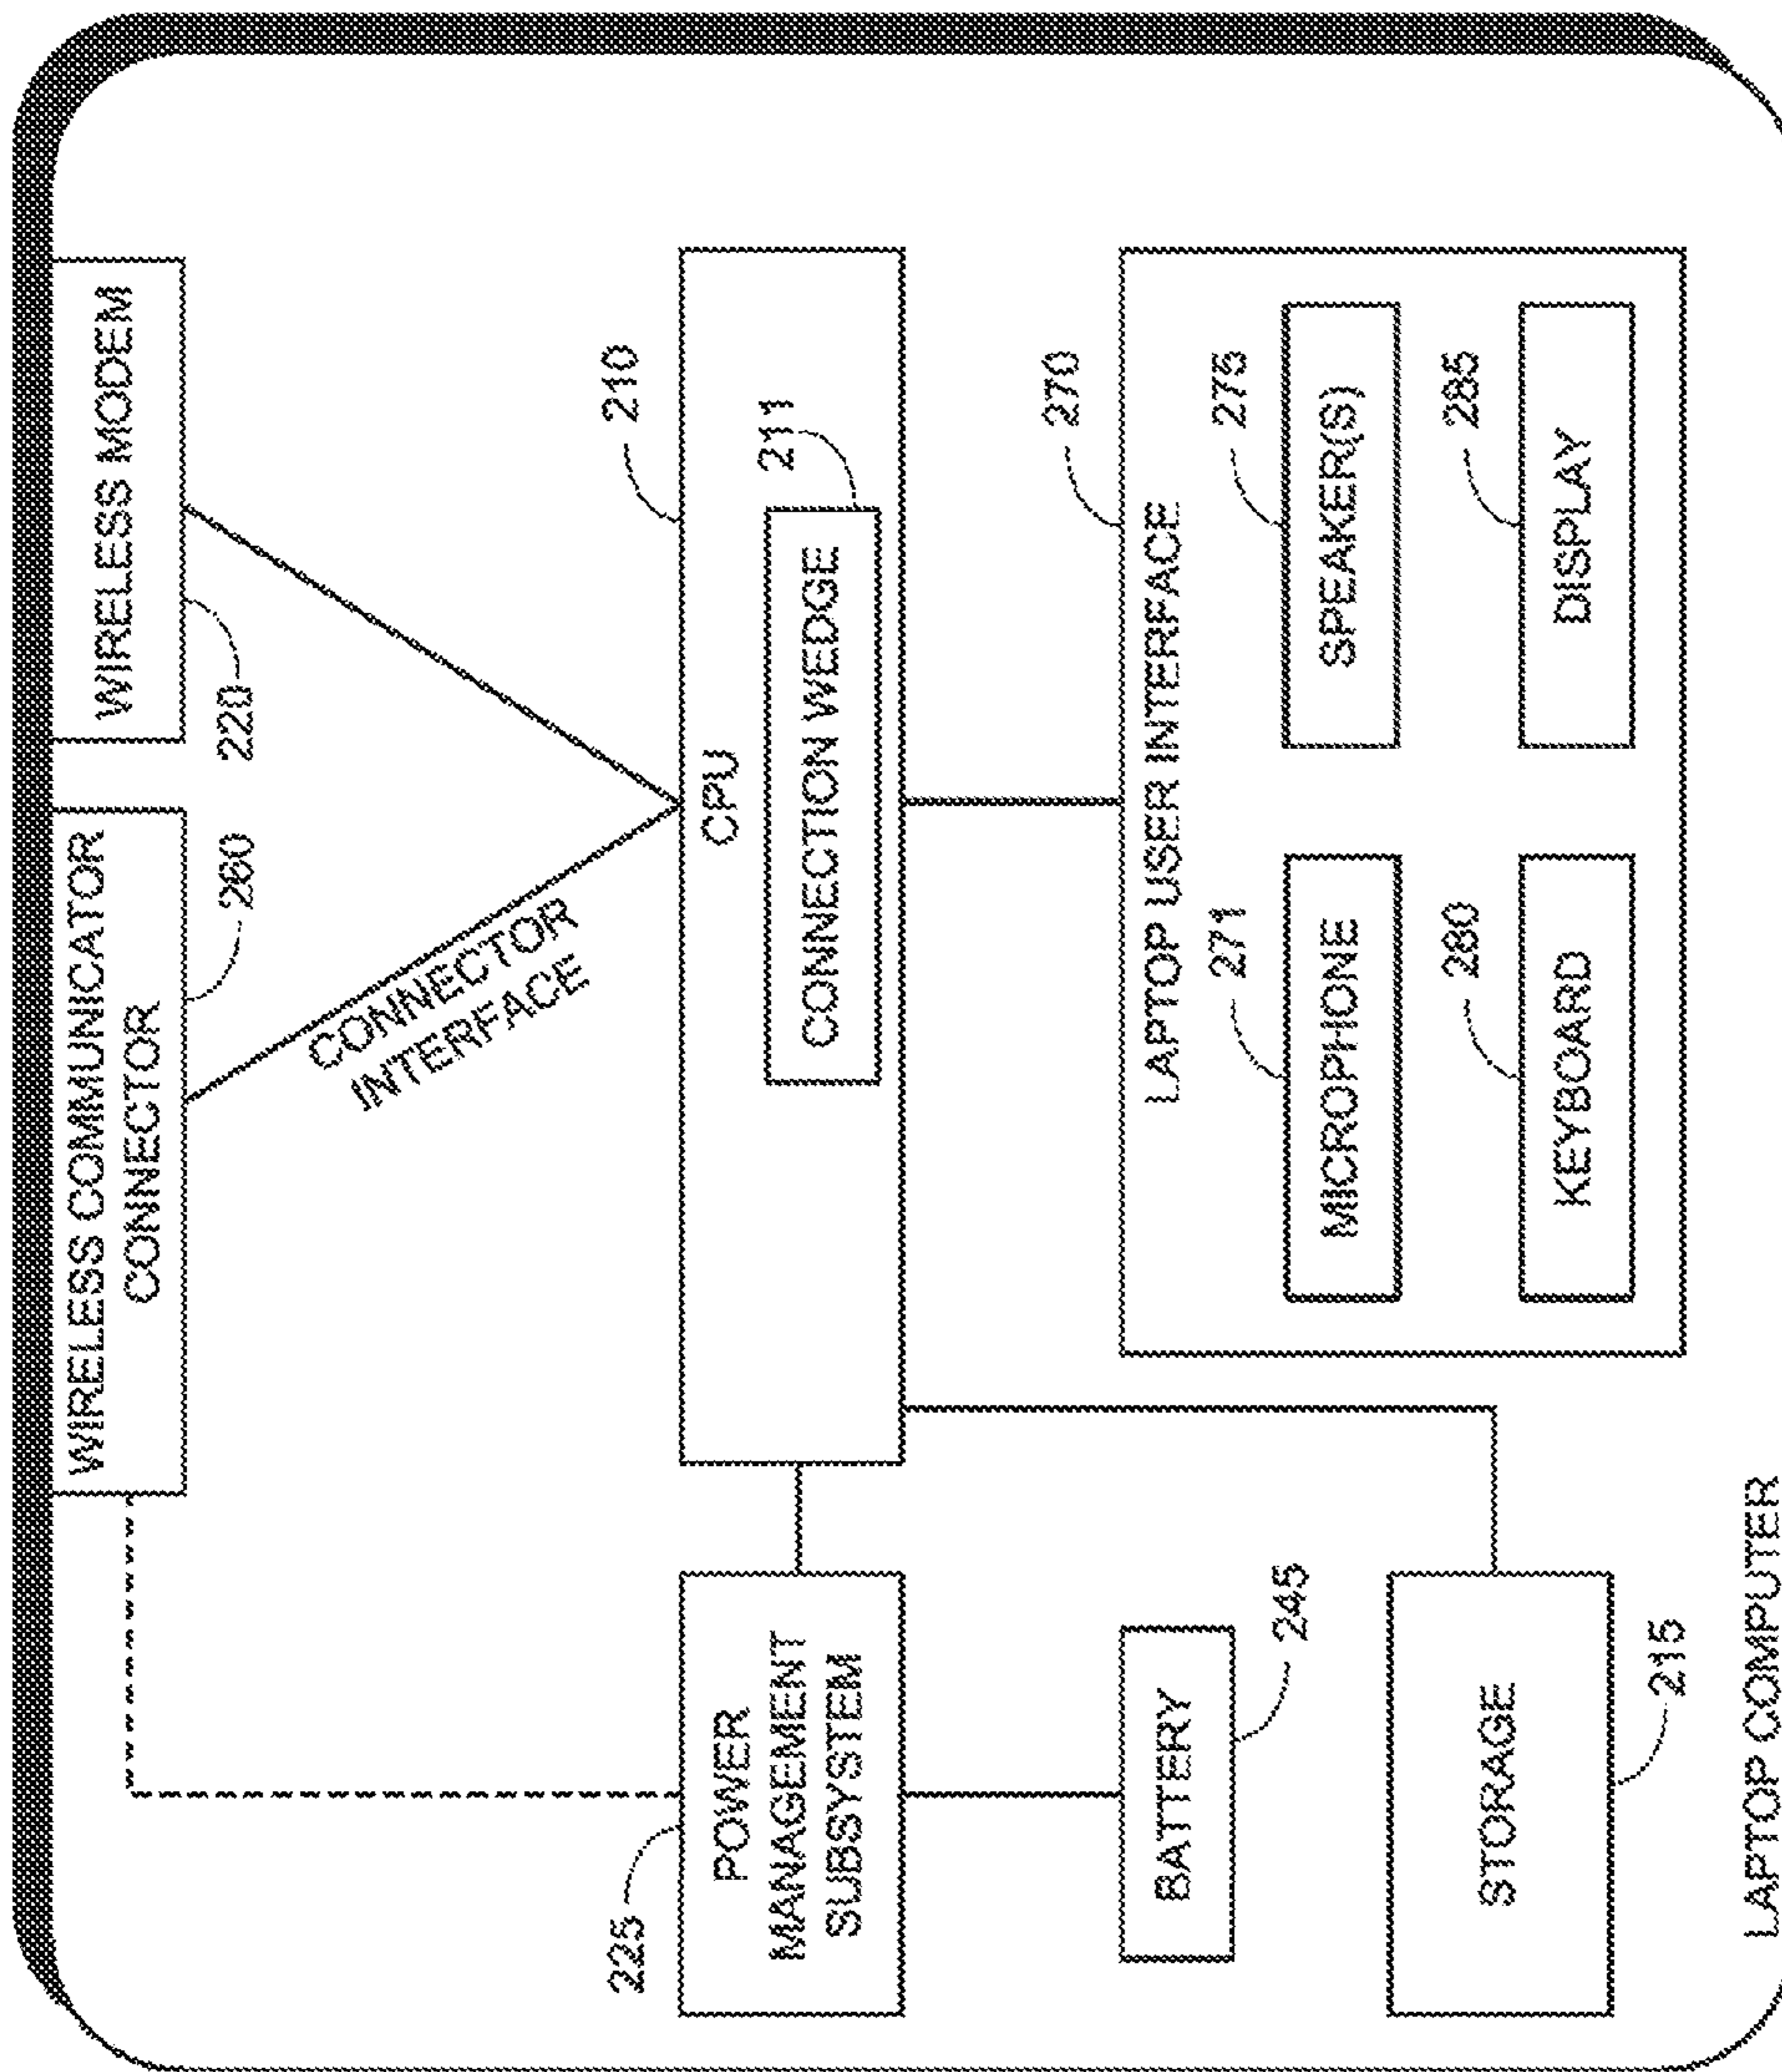 WIRELESS COMMUNICATOR
CONNECTOR
260
WIRELESS MODEM
220
CONNECTOR
INTERFACE
225
POWER
MANAGEMENT
SUBSYSTEM
210
CPU
211
CONNECTION WEDGE
BATTERY
245
270
LAPTOP USER INTERFACE
271
MICROPHONE
275
SPEAKER(S)
280
KEYBOARD
285
DISPLAY
STORAGE
215
LAPTOP COMPUTER